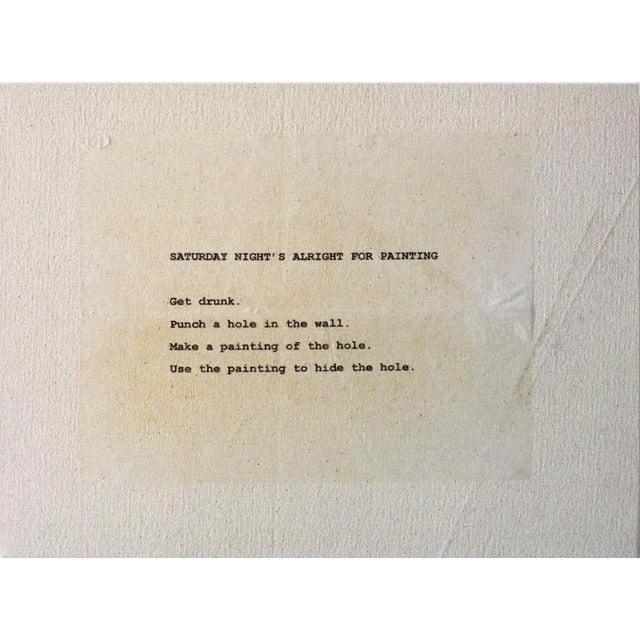 SATURDAY NIGHT'S ALRIGHT FOR PAINTING
Get drunk.
Punch a hole in the wall.
Make a painting of the hole.
Use the painting to hide the hole.